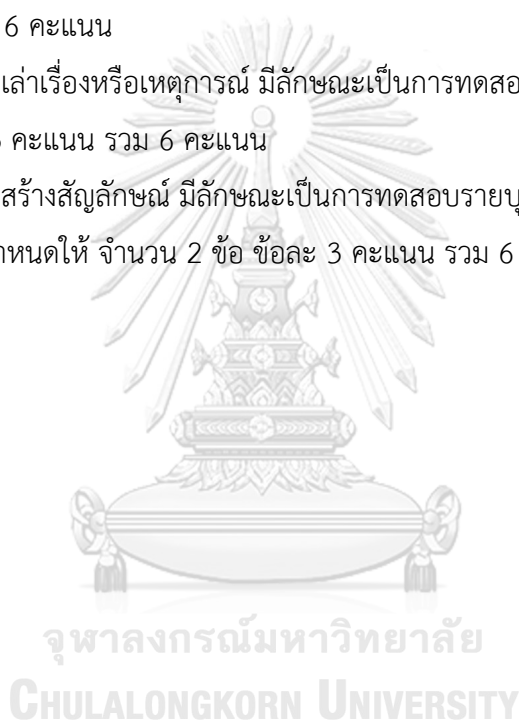 6 คะแนน
เล่าเรื่องหรือเหตุการณ์ มีลักษณะเป็นการทดสอ
คะแนน รวม 6 คะแนน
สร้างสัญลักษณ์ มีลักษณะเป็นการทดสอบรายบุ
ำหนดให้ จำนวน 2 ข้อ ข้อละ 3 คะแนน รวม 6
จุฬาลงกรณ์มหาวิทยาลัย
CHULALONGKORN UNIVERSITY